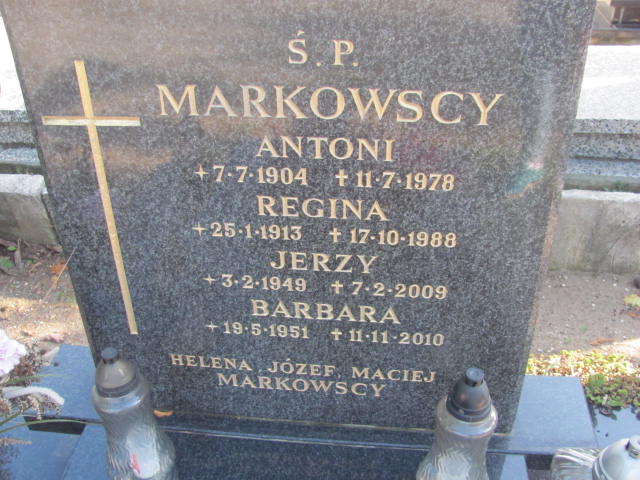 Ś. P.
MARKOWSCY
ANTONI
+7·7·1904 ✝11·7·1978
REGINA
+25·1·1913 ✝17·10·1988
JERZY
+3·2·1949 ✝7·2·2009
BARBARA
+19·5·1951 ✝11·11·2010
HELENA, JÓZEF, MACIEJ
MARKOWSCY